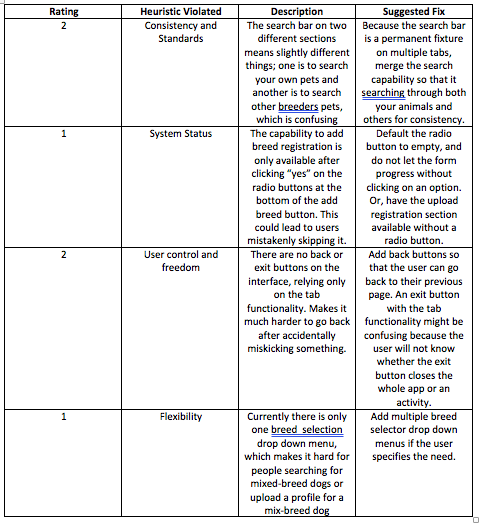 Rating Heuristic Violated Description Suggested Fix
2 Consistency and Standards
The search bar on two
different sections
means slightly different
things; one is to search
your own pets and
another is to search
other breeders pets,
which is confusing
Because the search bar
is a permanent fixture
on multiple tabs,
merge the search
capability so that it
searching through both
your animals and
others for consistency.
1 System Status
The capability to add
breed registration is
only available after
clicking “yes” on the
radio buttons at the
bottom of the add
breed button. This
could lead to users
mistakenly skipping it.
Default the radio
button to empty, and
do not let the form
progress without
clicking on an option.
Or, have the upload
registration section
available without a
radio button.
2 User control and
freedom
There are no back or
exit buttons on the
interface, relying only
on the tab
functionality. Makes it
much harder to go back
after accidentally
miskicking something.
Add back buttons so
that the user can go
back to their previous
page. An exit button
with the tab
functionality might be
confusing because the
user will not know
whether the exit
button closes the
whole app or an
activity.
1 Flexibility
Currently there is only
one breed selection
drop down menu,
which makes it hard for
people searching for
mixed-breed dogs or
upload a profile for a
mix-breed dog
Add multiple breed
selector drop down
menus if the user
specifies the need.